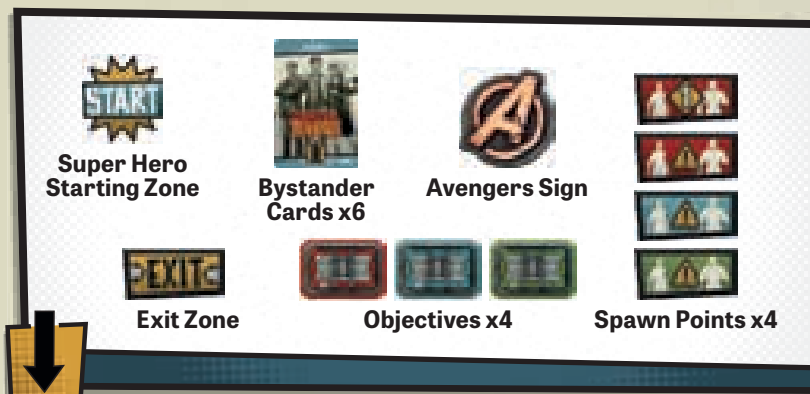 START
Super Hero
Starting Zone
Bystander
Cards x6
Avengers Sign
EXIT
Exit Zone
Objectives x4
Spawn Points x4